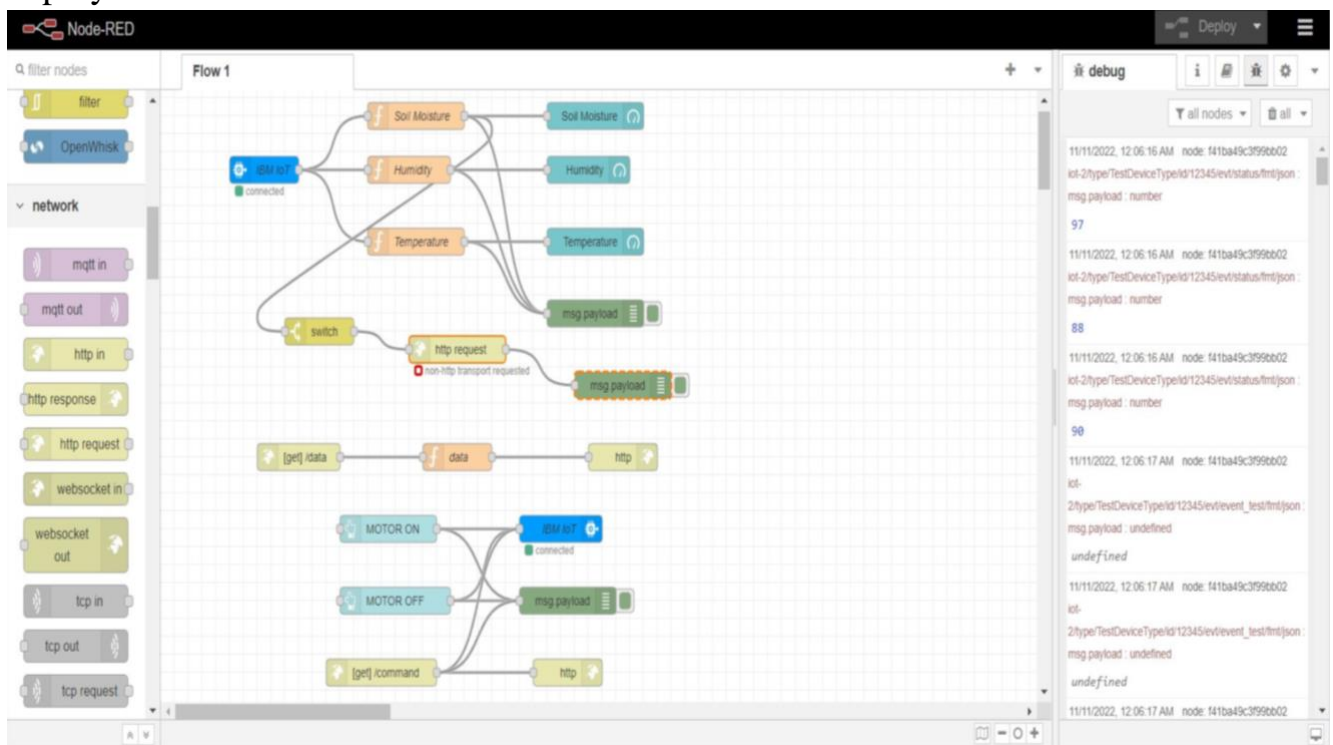 Node-RED
Deploy
filter nodes
filter
OpenWhisk
network
mqtt in
mqtt out
http in
http response
http request
websocket in
websocket
out
tcp in
tcp out
tcp request
Flow 1
Soil Moisture
Soil Moisture
IBM IoT
connected
Humidity
Humidity
Temperature
Temperature
msg.payload
switch
http request
non-http transport requested
msg.payload
[get] /data
data
http
MOTOR ON
IBM IoT
connected
MOTOR OFF
msg.payload
[get] /command
http
debug
i
all nodes
all
11/11/2022, 12:06:16 AM node: f41ba49c3f99bb02
iot-2/type/TestDeviceType/id/12345/evt/status/fmt/json :
msg.payload : number
97
11/11/2022, 12:06:16 AM node: f41ba49c3f99bb02
iot-2/type/TestDeviceType/id/12345/evt/status/fmt/json :
msg.payload : number
88
11/11/2022, 12:06:16 AM node: f41ba49c3f99bb02
iot-2/type/TestDeviceType/id/12345/evt/status/fmt/json :
msg.payload : number
90
11/11/2022, 12:06:17 AM node: f41ba49c3f99bb02
iot-
2/type/TestDeviceType/id/12345/evt/event_test/fmt/json :
msg.payload : undefined
undefined
11/11/2022, 12:06:17 AM node: f41ba49c3f99bb02
iot-
2/type/TestDeviceType/id/12345/evt/event_test/fmt/json :
msg.payload : undefined
undefined
11/11/2022, 12:06:17 AM node: f41ba49c3f99bb02